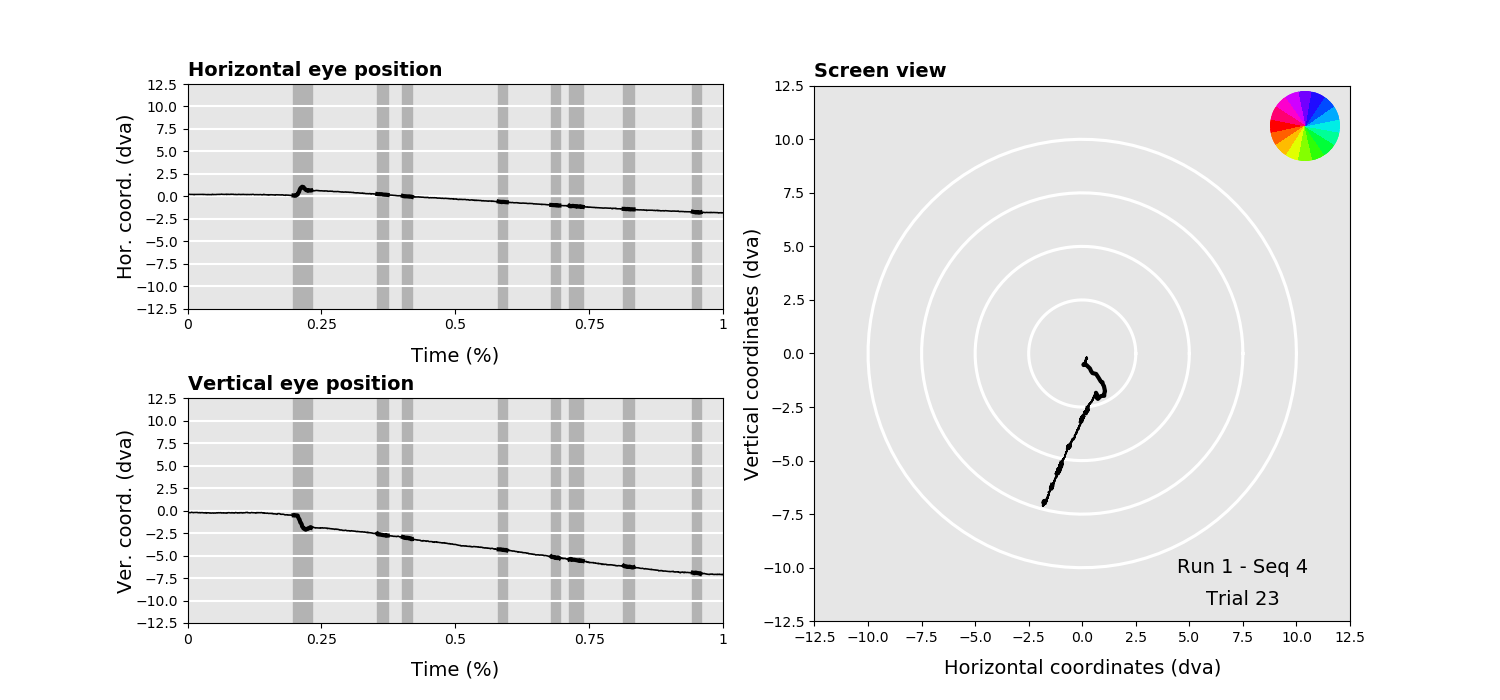 Horizontal eye position
Hor. coord. (dva)
12.5
10.0
7.5
5.0
2.5
0.0
−2.5
−5.0
−7.5
−10.0
−12.5
0 0.25 0.5 0.75 1
Time (%)
Vertical eye position
Ver. coord. (dva)
12.5
10.0
7.5
5.0
2.5
0.0
−2.5
−5.0
−7.5
−10.0
−12.5
0 0.25 0.5 0.75 1
Time (%)
Screen view
Vertical coordinates (dva)
12.5
10.0
7.5
5.0
2.5
0.0
−2.5
−5.0
−7.5
−10.0
−12.5
Run 1 - Seq 4
Trial 23
−12.5 −10.0 −7.5 −5.0 −2.5 0.0 2.5 5.0 7.5 10.0 12.5
Horizontal coordinates (dva)